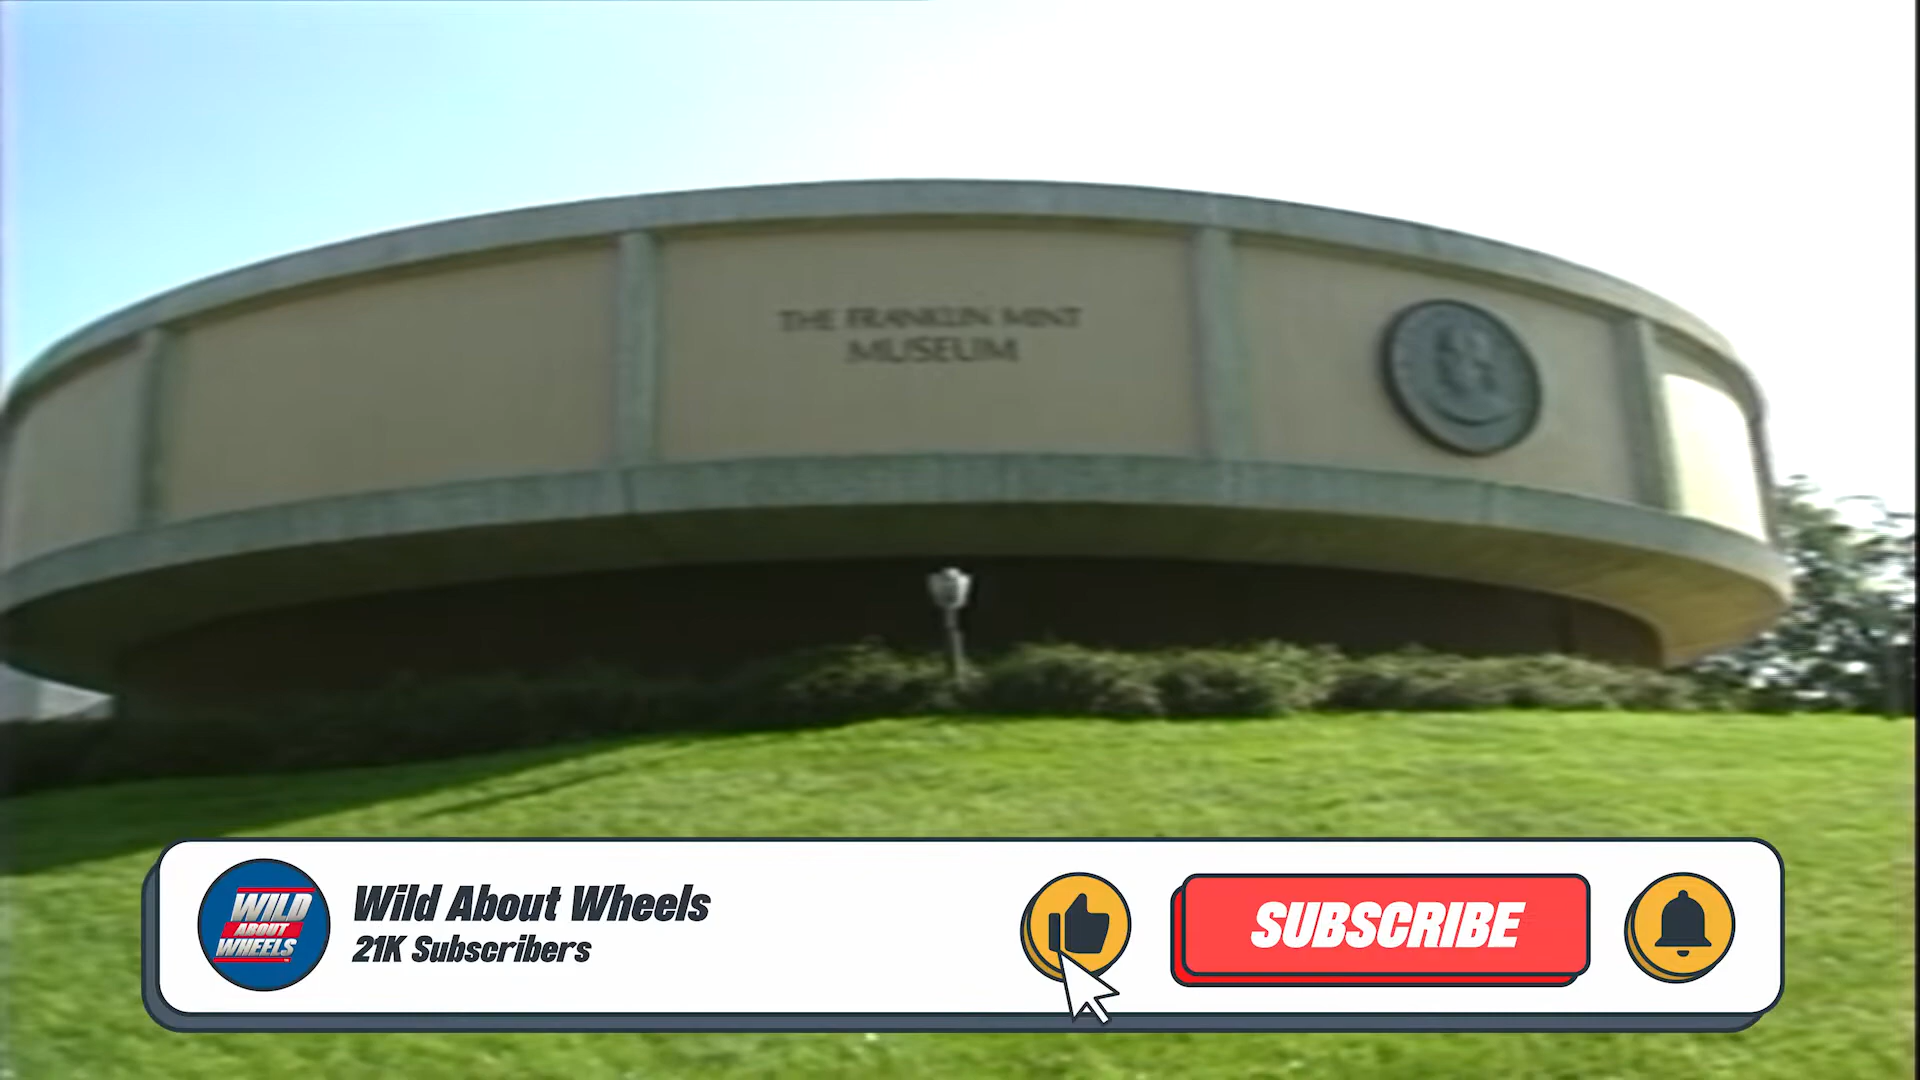 THE FRANKLIN MINT
MUSEUM
WILD
ABOUT
WHEELS
Wild About Wheels
21K Subscribers
SUBSCRIBE